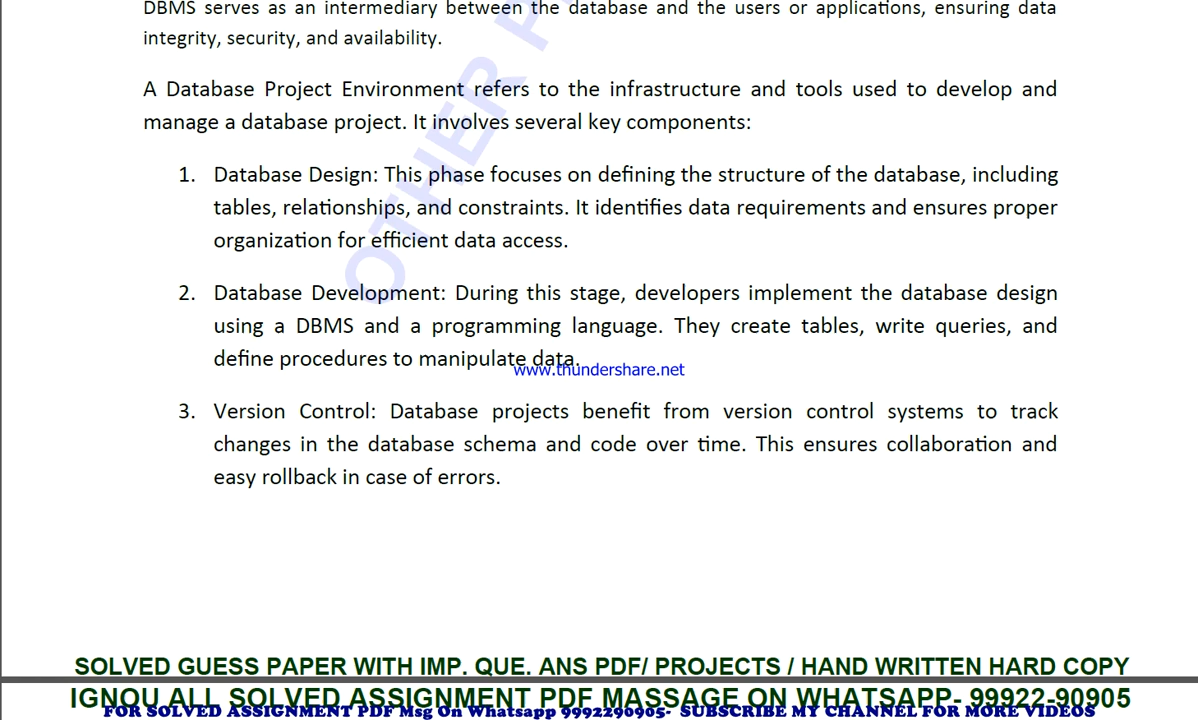 DBMS serves as an intermediary between the database and the users or applications, ensuring data
integrity, security, and availability.
A Database Project Environment refers to the infrastructure and tools used to develop and
manage a database project. It involves several key components:
1. Database Design: This phase focuses on defining the structure of the database, including
tables, relationships, and constraints. It identifies data requirements and ensures proper
organization for efficient data access.
2. Database Development: During this stage, developers implement the database design
using a DBMS and a programming language. They create tables, write queries, and
define procedures to manipulate data.
www.thundershare.net
3. Version Control: Database projects benefit from version control systems to track
changes in the database schema and code over time. This ensures collaboration and
easy rollback in case of errors.
OTHER
SOLVED GUESS PAPER WITH IMP. QUE. ANS PDF/ PROJECTS / HAND WRITTEN HARD COPY
IGNOU ALL SOLVED ASSIGNMENT PDF MASSAGE ON WHATSAPP- 99922-90905
FOR SOLVED ASSIGNMENT PDF Msg On Whatsapp 9992290905- SUBSCRIBE MY CHANNEL FOR MORE VIDEOS